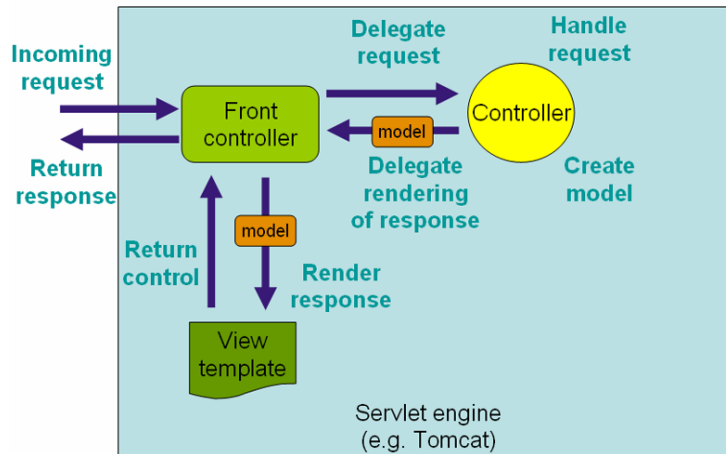 Incoming
request
Return
response
Front
controller
Delegate
request
Handle
request
Controller
model
Delegate
rendering
of response
Create
model
model
Return
control
Render
response
View
template
Servlet engine
(e.g. Tomcat)